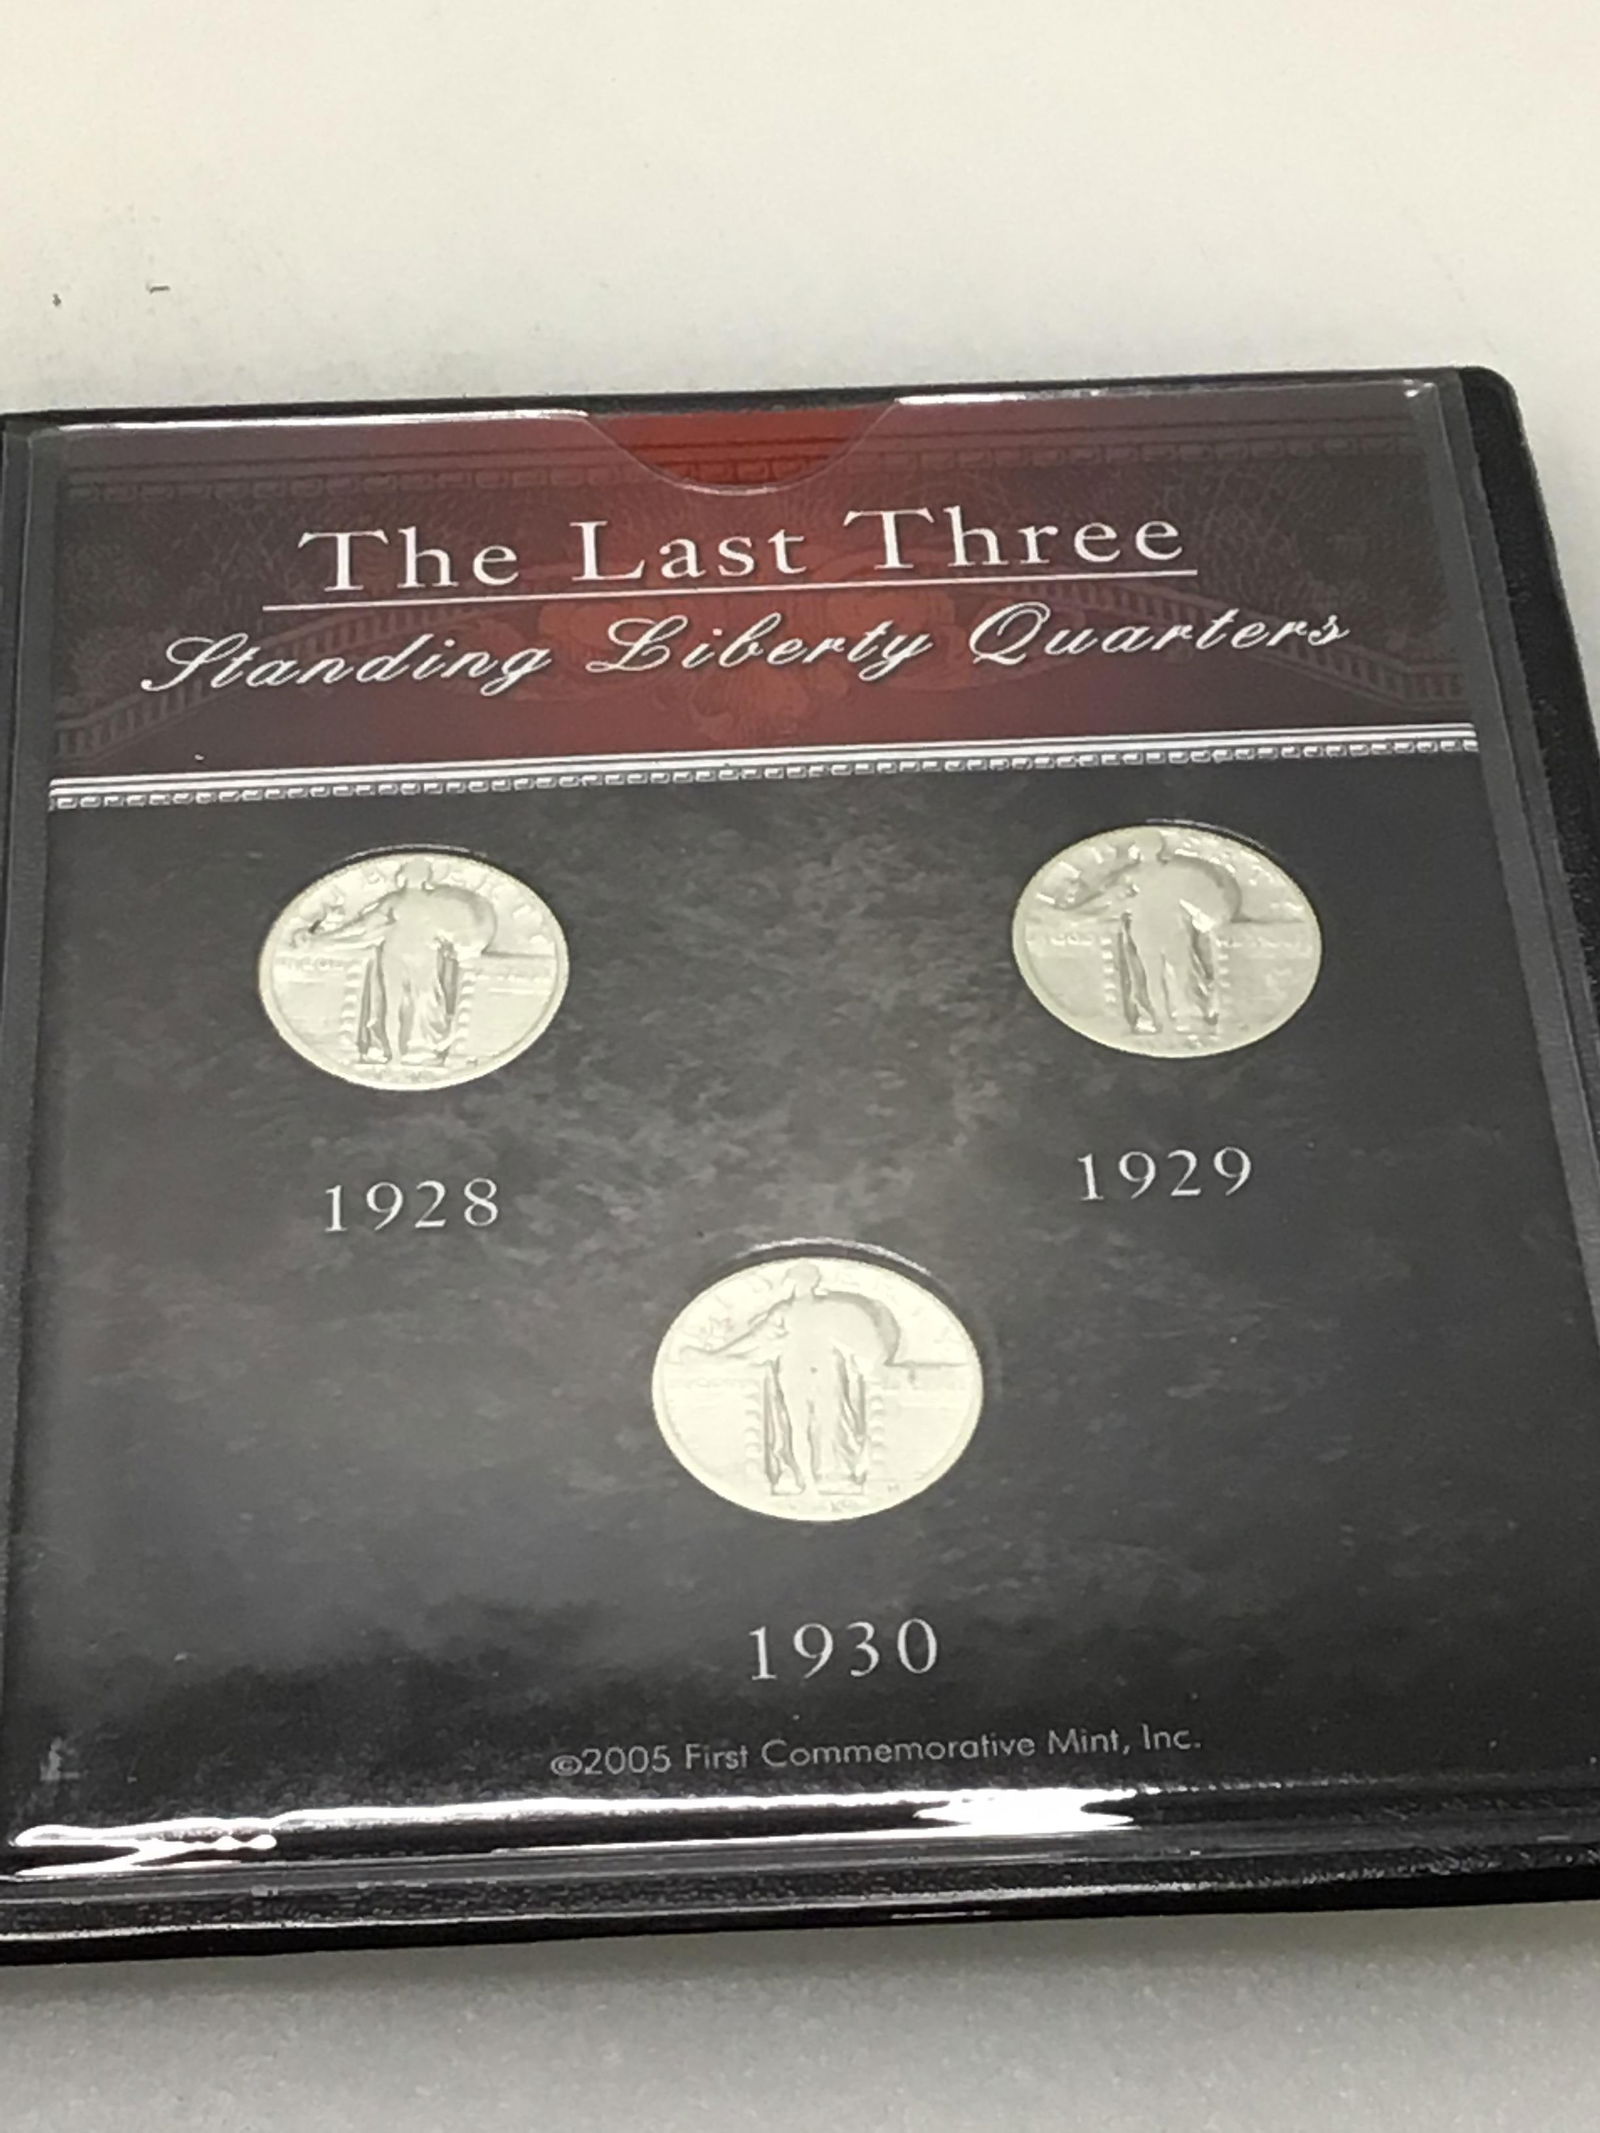 The Last Three
Standing Liberty Quarters
1928
1929
1930
©2005 First Commemorative Mint, Inc.